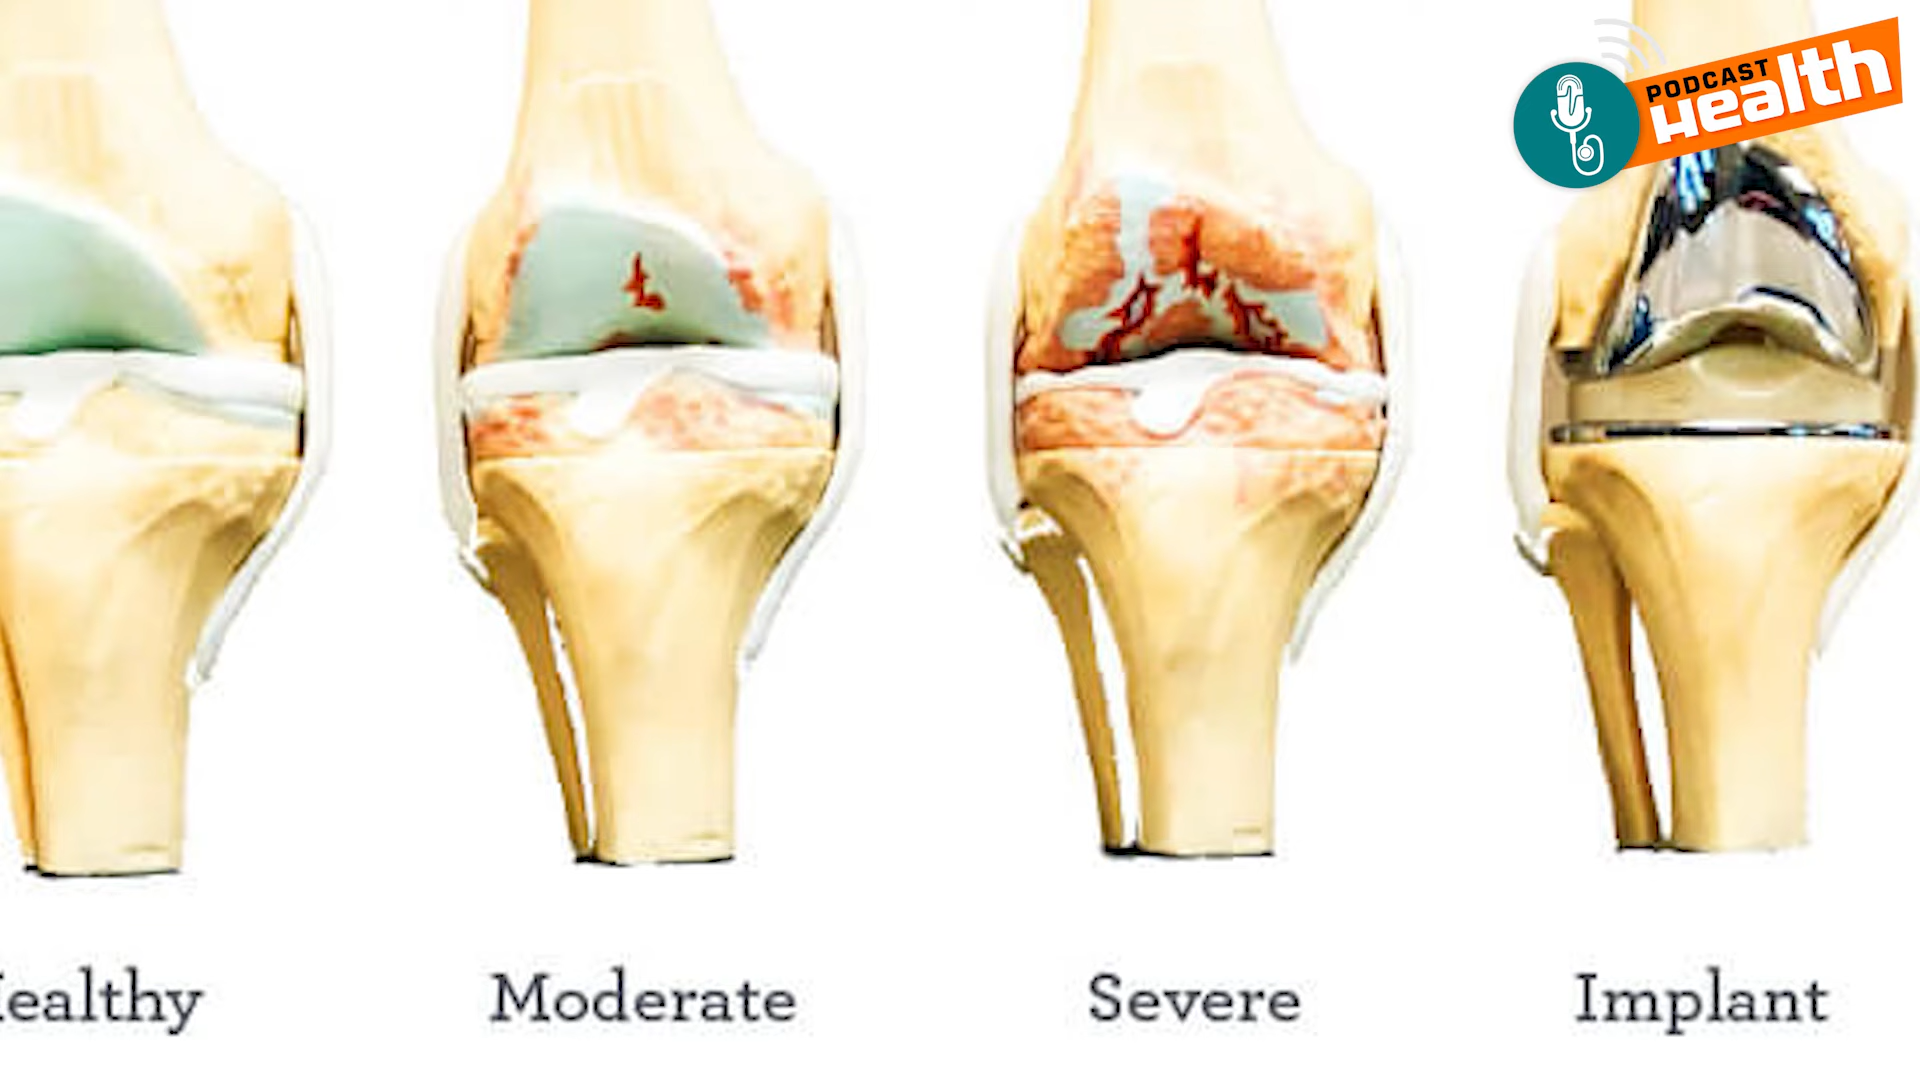 PODCAST
Health
ealthy
Moderate
Severe
Implant